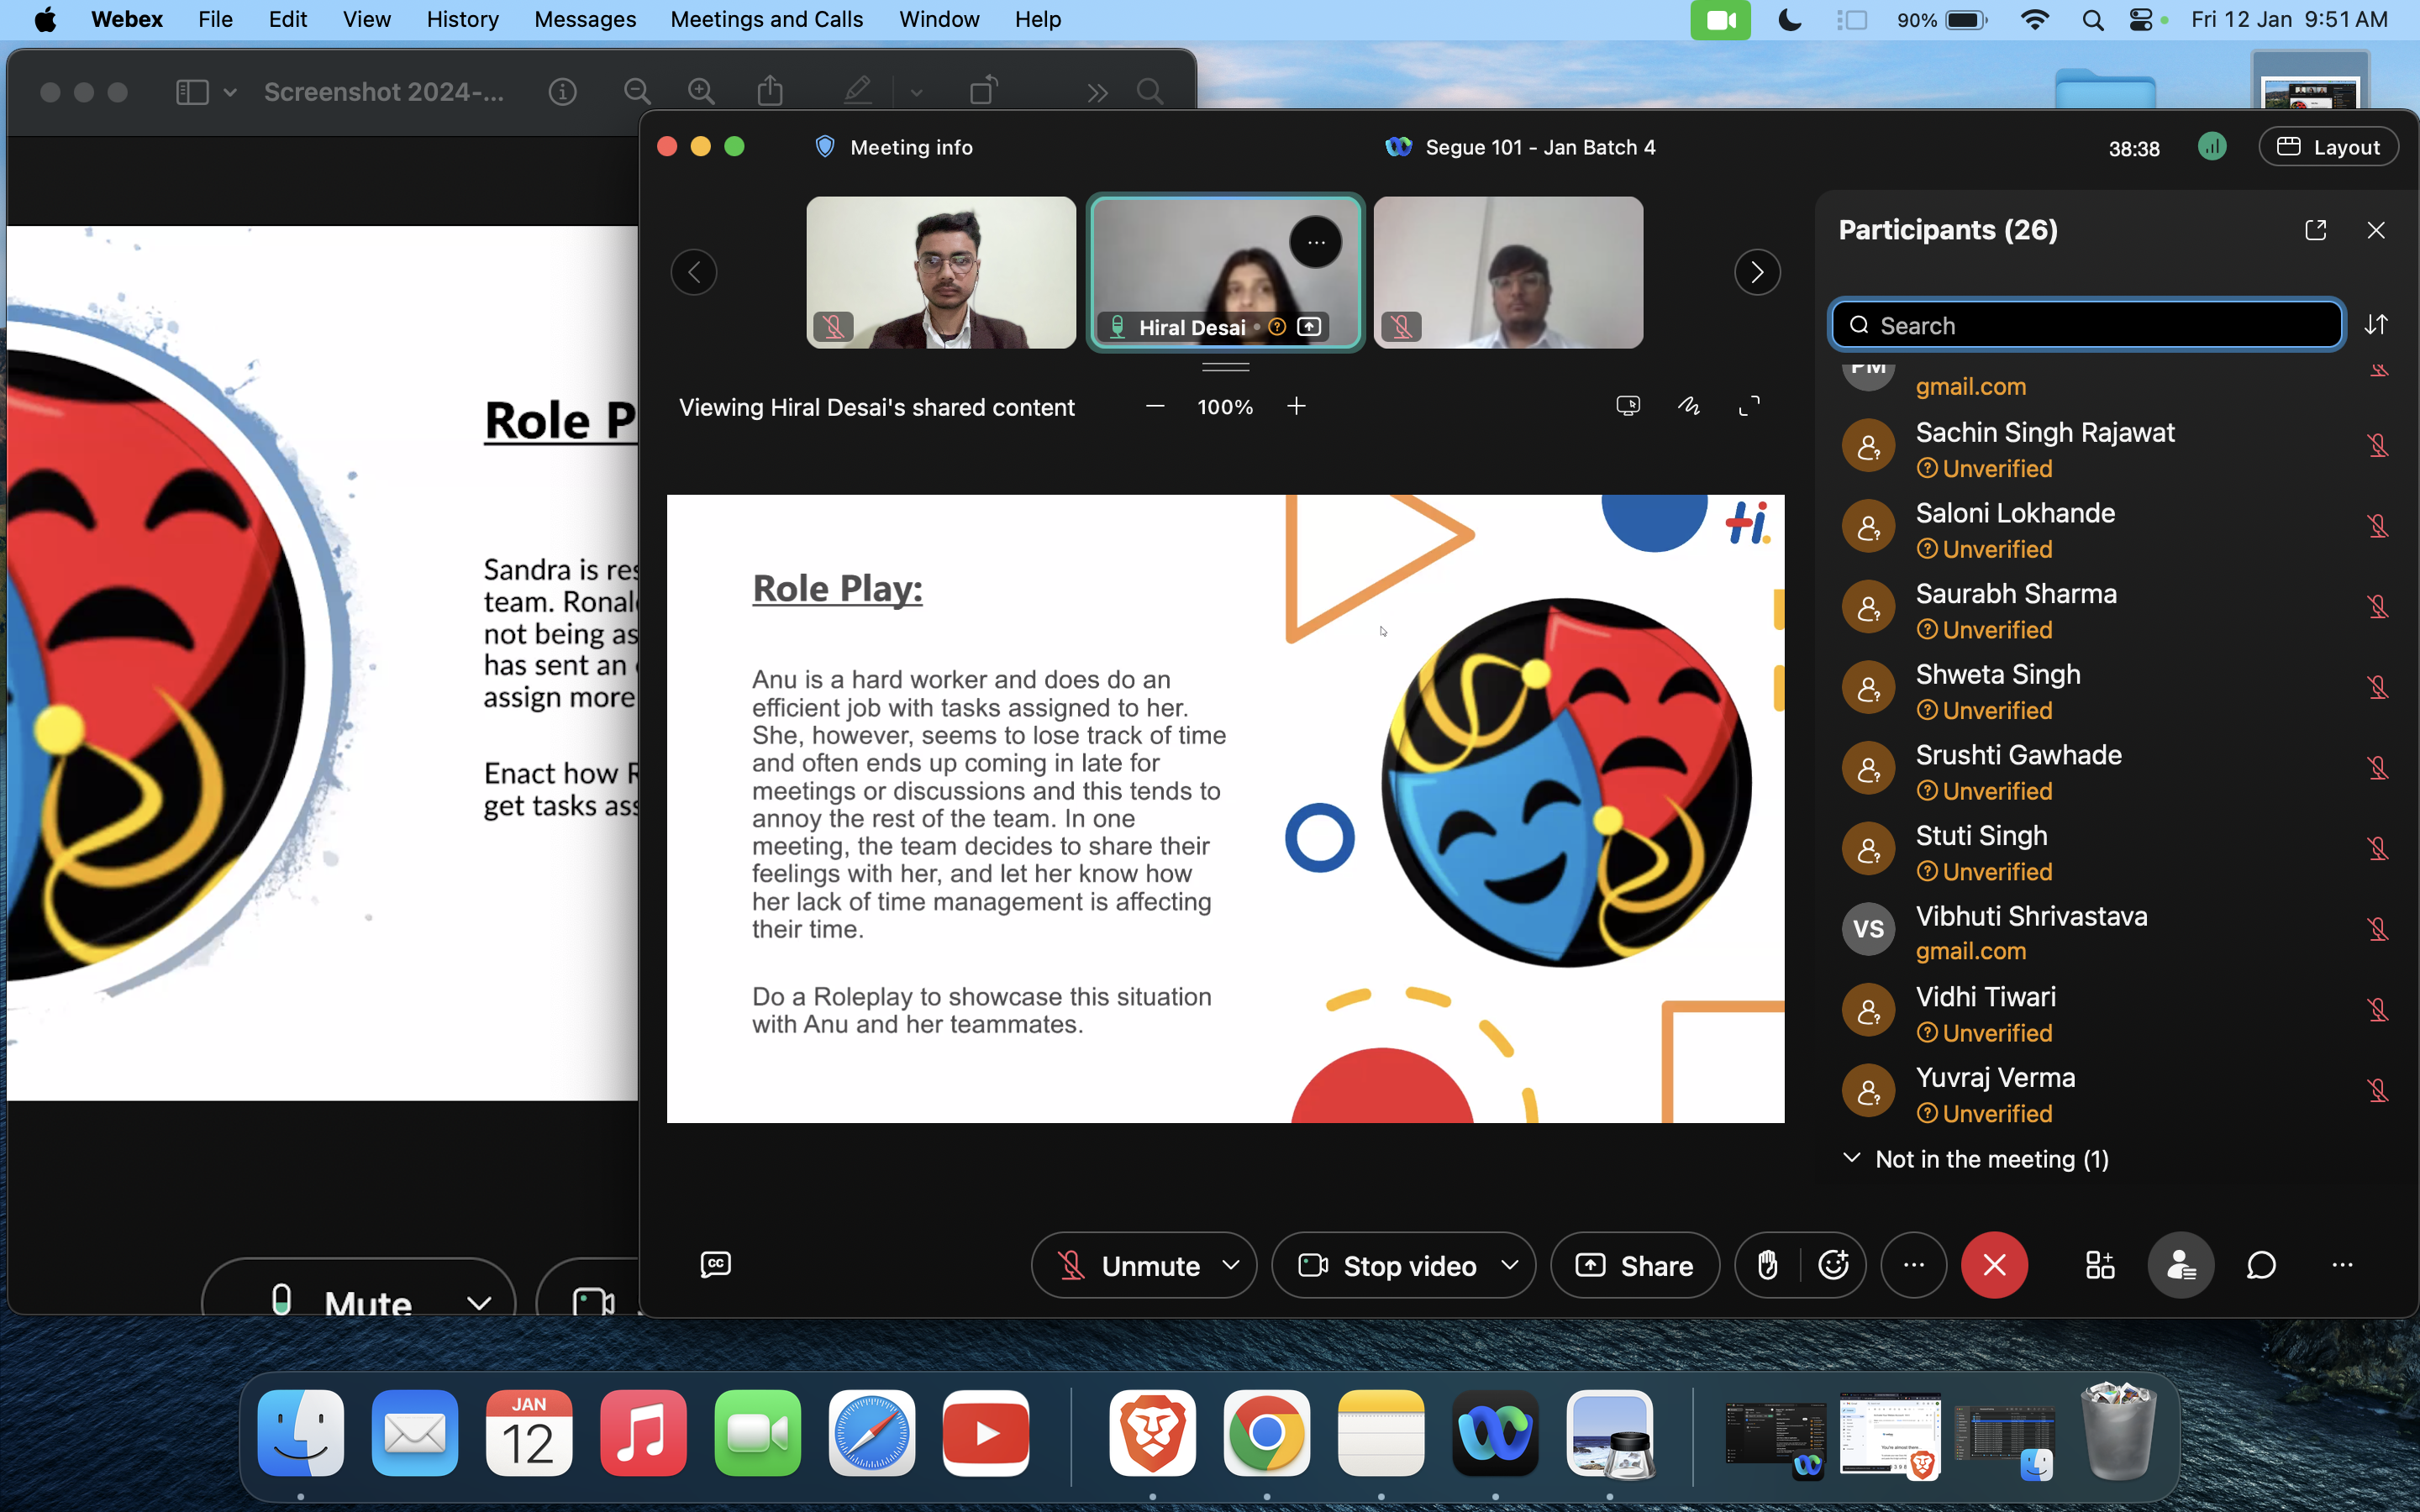 Webex File Edit View History Messages Meetings and Calls Window Help 90% Fri 12 Jan 9:51 AM
Screenshot 2024-...
Role P
Sandra is res
team. Ronal
not being as
has sent an
assign more
Enact how R
get tasks ass
Mute
Meeting info
Segue 101 - Jan Batch 4
38:38
Layout
Hiral Desai
Viewing Hiral Desai's shared content
100%
Hi.
Role Play:
Anu is a hard worker and does do an
efficient job with tasks assigned to her.
She, however, seems to lose track of time
and often ends up coming in late for
meetings or discussions and this tends to
annoy the rest of the team. In one
meeting, the team decides to share their
feelings with her, and let her know how
her lack of time management is affecting
their time.
Do a Roleplay to showcase this situation
with Anu and her teammates.
Participants (26)
Search
PM
gmail.com
Sachin Singh Rajawat
Unverified
Saloni Lokhande
Unverified
Saurabh Sharma
Unverified
Shweta Singh
Unverified
Srushti Gawhade
Unverified
Stuti Singh
Unverified
VS
Vibhuti Shrivastava
gmail.com
Vidhi Tiwari
Unverified
Yuvraj Verma
Unverified
Not in the meeting (1)
CC
Unmute
Stop video
Share
JAN
12